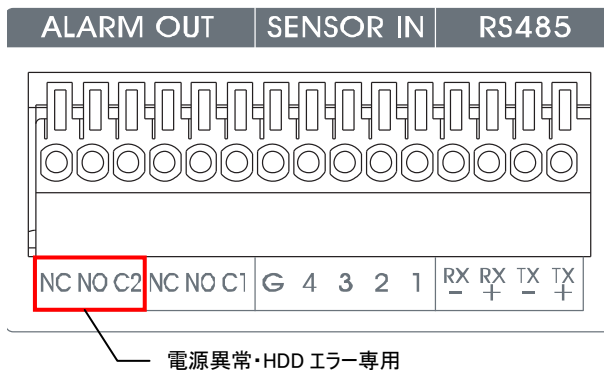 ALARM OUT SENSOR IN RS485
NC NO C2 NC NO C1 G 4 3 2 1 RX- RX+ TX- TX+
電源異常・HDD エラー専用